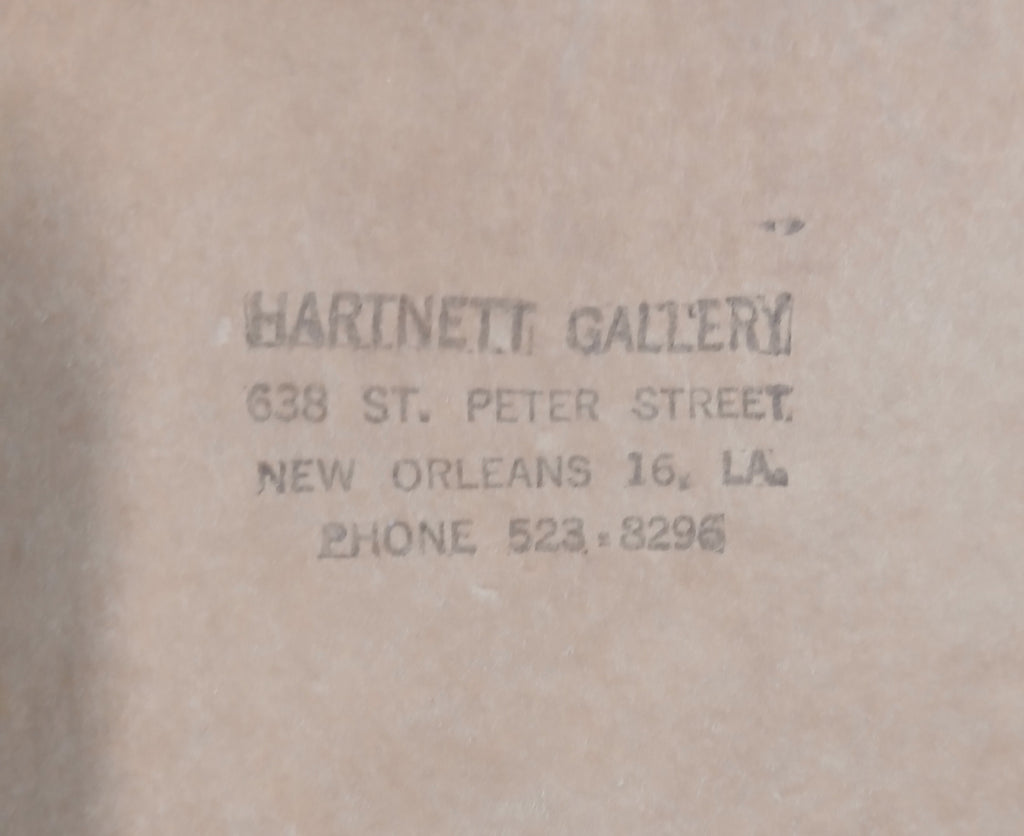 HARTNETT GALLERY
638 ST. PETER STREET
NEW ORLEANS 16, LA.
PHONE 523-8296